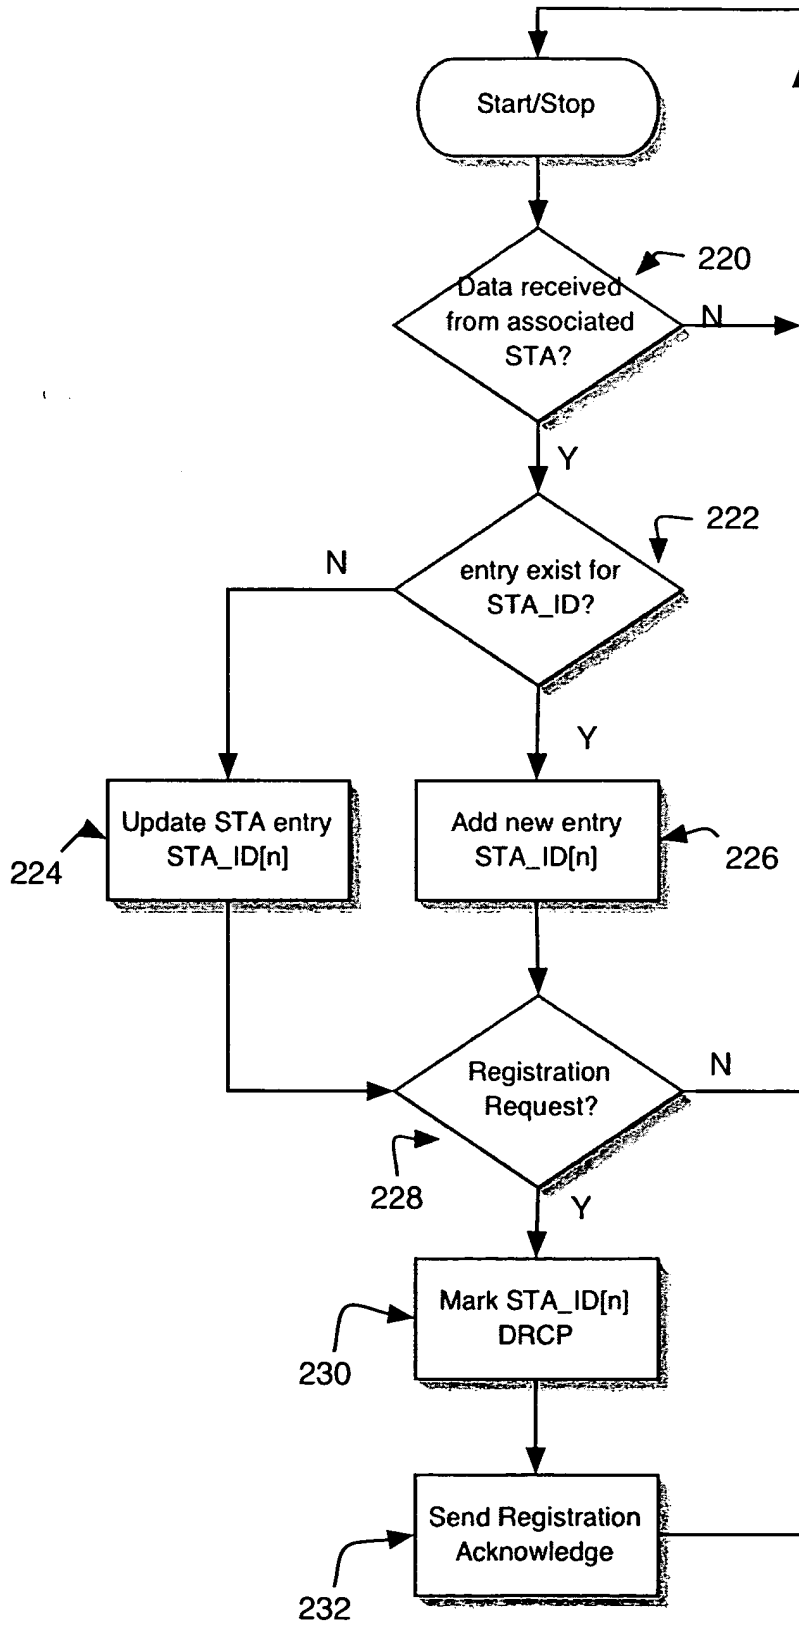 Start/Stop
220
Data received
from associated
STA?
N
Y
222
entry exist for
STA_ID?
N
Y
Update STA entry
STA_ID[n]
224
Add new entry
STA_ID[n]
226
Registration
Request?
N
228
Y
Mark STA_ID[n]
DRCP
230
Send Registration
Acknowledge
232